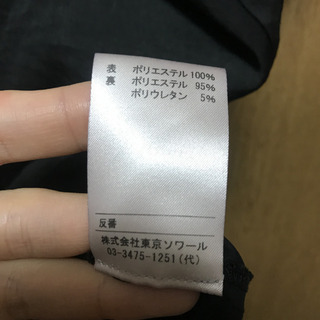 表 ポリエステル 100%
裏 ポリエステル 95%
ポリウレタン 5%
反番
株式会社東京ソワール
03-3475-1251(代)